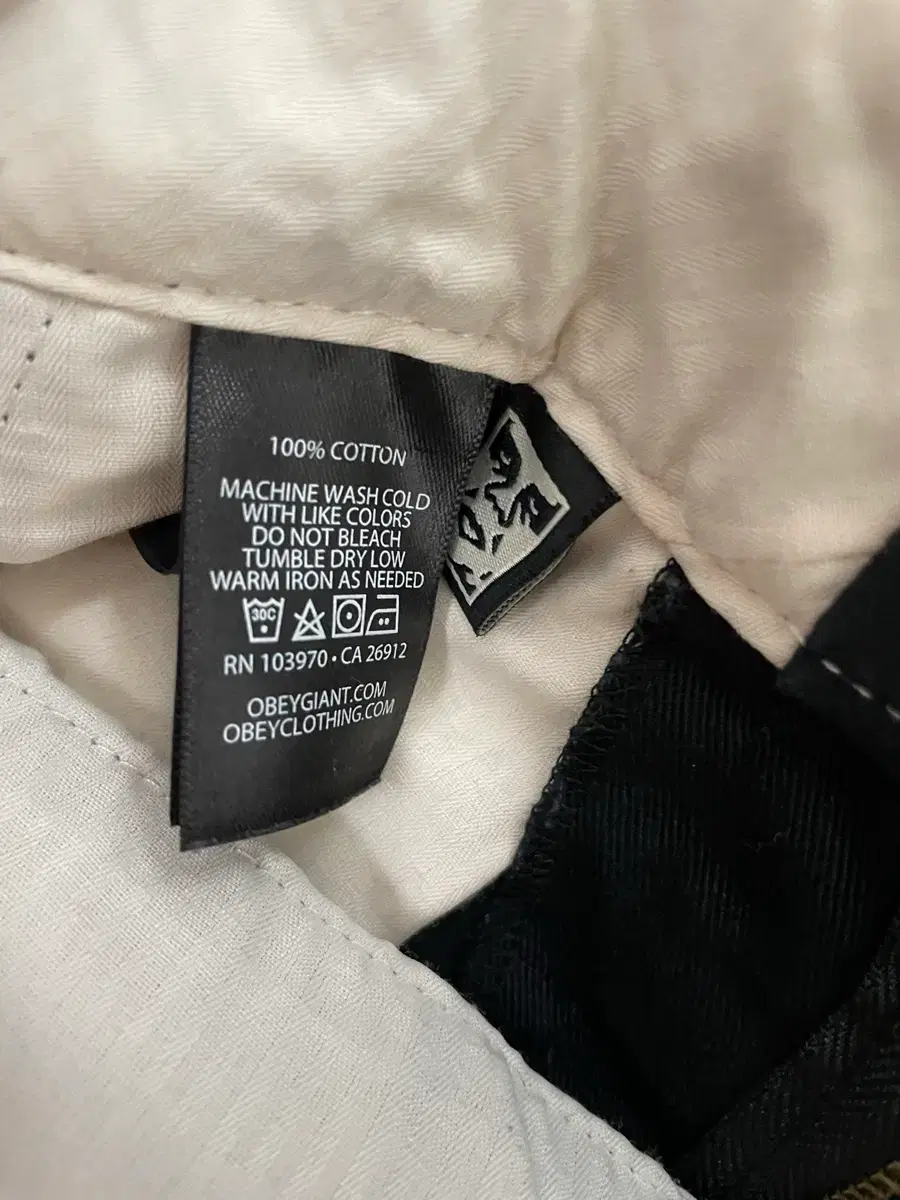 100% COTTON
MACHINE WASH COLD
WITH LIKE COLORS
DO NOT BLEACH
TUMBLE DRY LOW
WARM IRON AS NEEDED
30C
RN 103970 • CA 26912
OBEYGIANT.COM
OBEYCLOTHING.COM